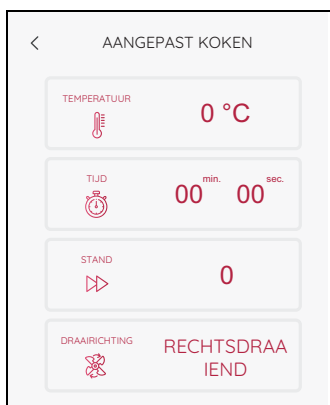 AANGEPAST KOKEN
TEMPERATUUR
0 °C
TIJD
00 min. 00 sec.
STAND
0
DRAAIRICHTING
RECHTSDRAA
IEND